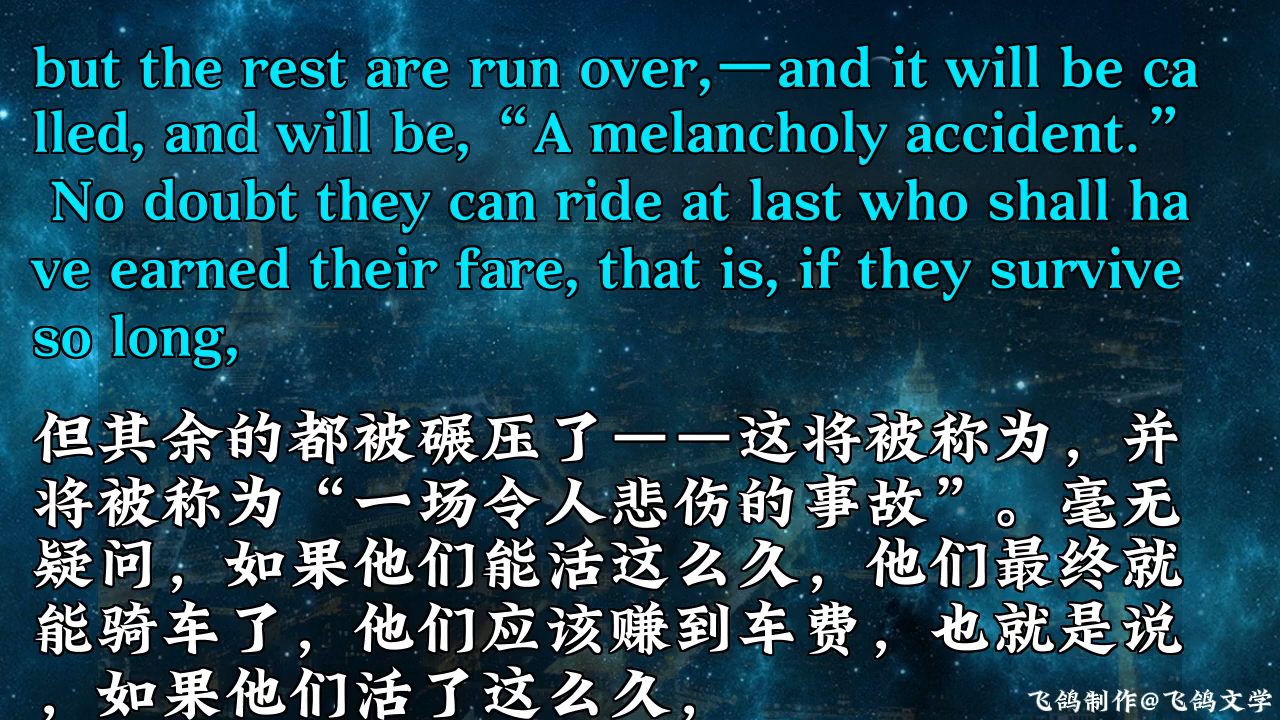 but the rest are run over,—and it will be ca
lled, and will be, “A melancholy accident.”
No doubt they can ride at last who shall ha
ve earned their fare, that is, if they survive
so long,
但其余的都被碾压了——这将被称为，并
将被称为“一场令人悲伤的事故”。毫无
疑问，如果他们能活这么久，他们最终就
能骑车了，他们应该赚到车费，也就是说
，如果他们活了这么久，
飞鸽制作@飞鸽文学